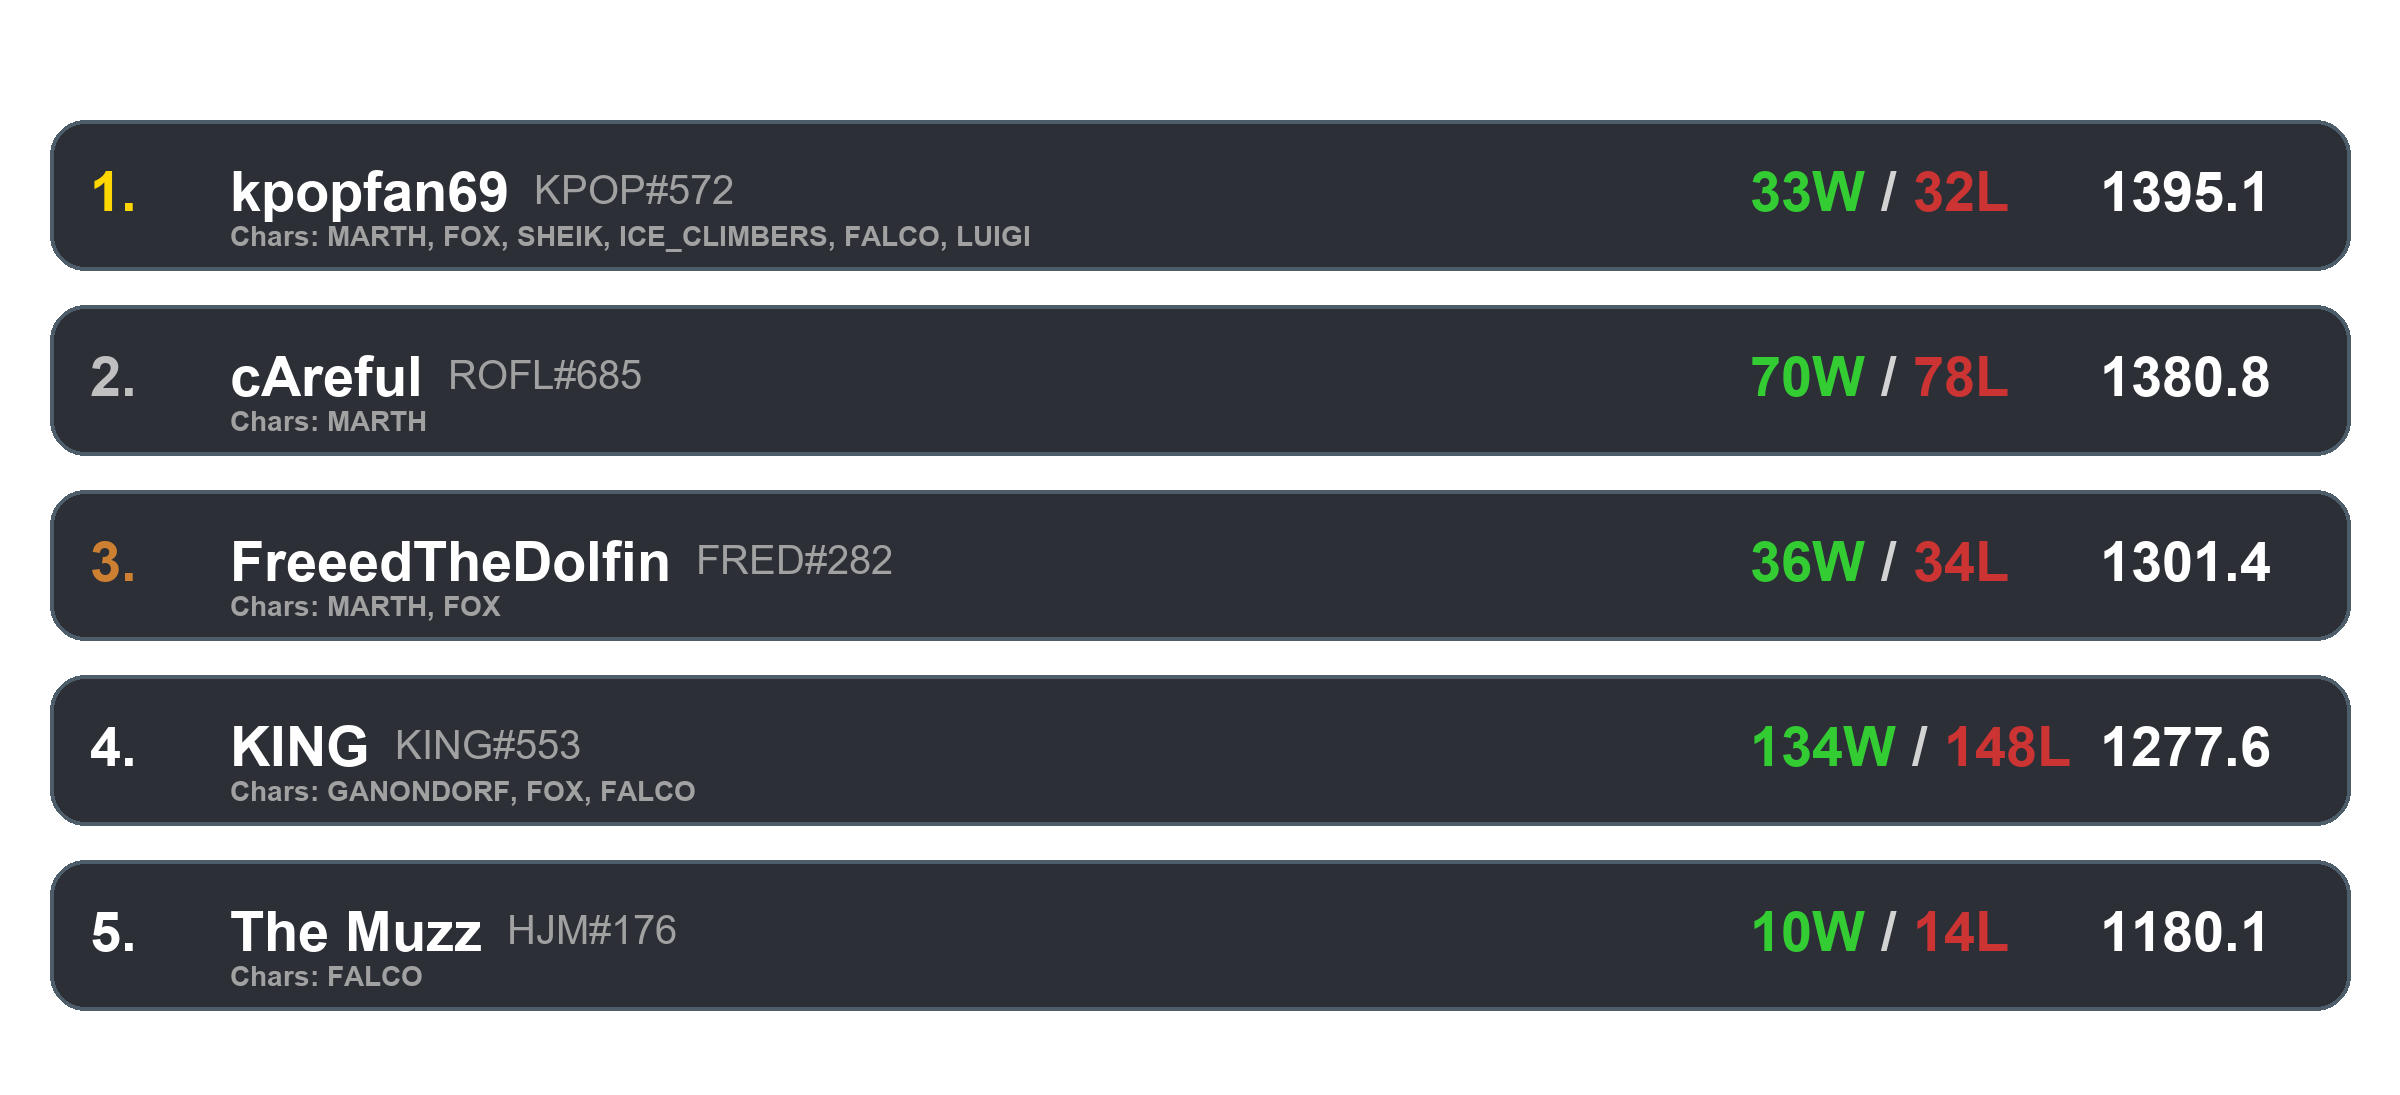 1. kpopfan69 KPOP#572 33W / 32L 1395.1
Chars: MARTH, FOX, SHEIK, ICE_CLIMBERS, FALCO, LUIGI
2. cAreful ROFL#685 70W / 78L 1380.8
Chars: MARTH
3. FreeedTheDolfin FRED#282 36W / 34L 1301.4
Chars: MARTH, FOX
4. KING KING#553 134W / 148L 1277.6
Chars: GANONDORF, FOX, FALCO
5. The Muzz HJM#176 10W / 14L 1180.1
Chars: FALCO